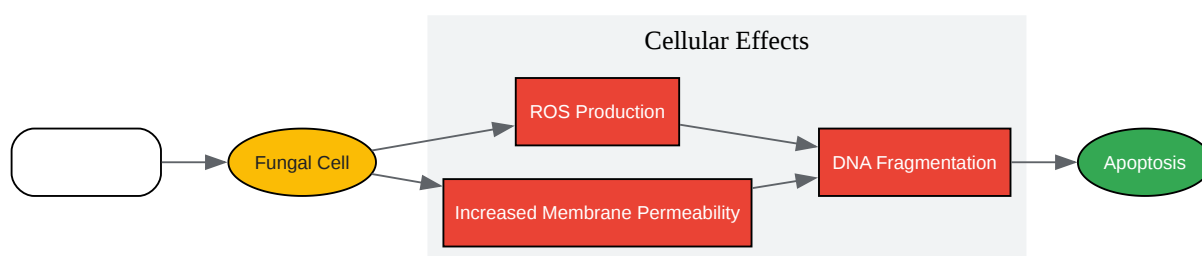 Cellular Effects
ROS Production
Fungal Cell
DNA Fragmentation
Apoptosis
Increased Membrane Permeability